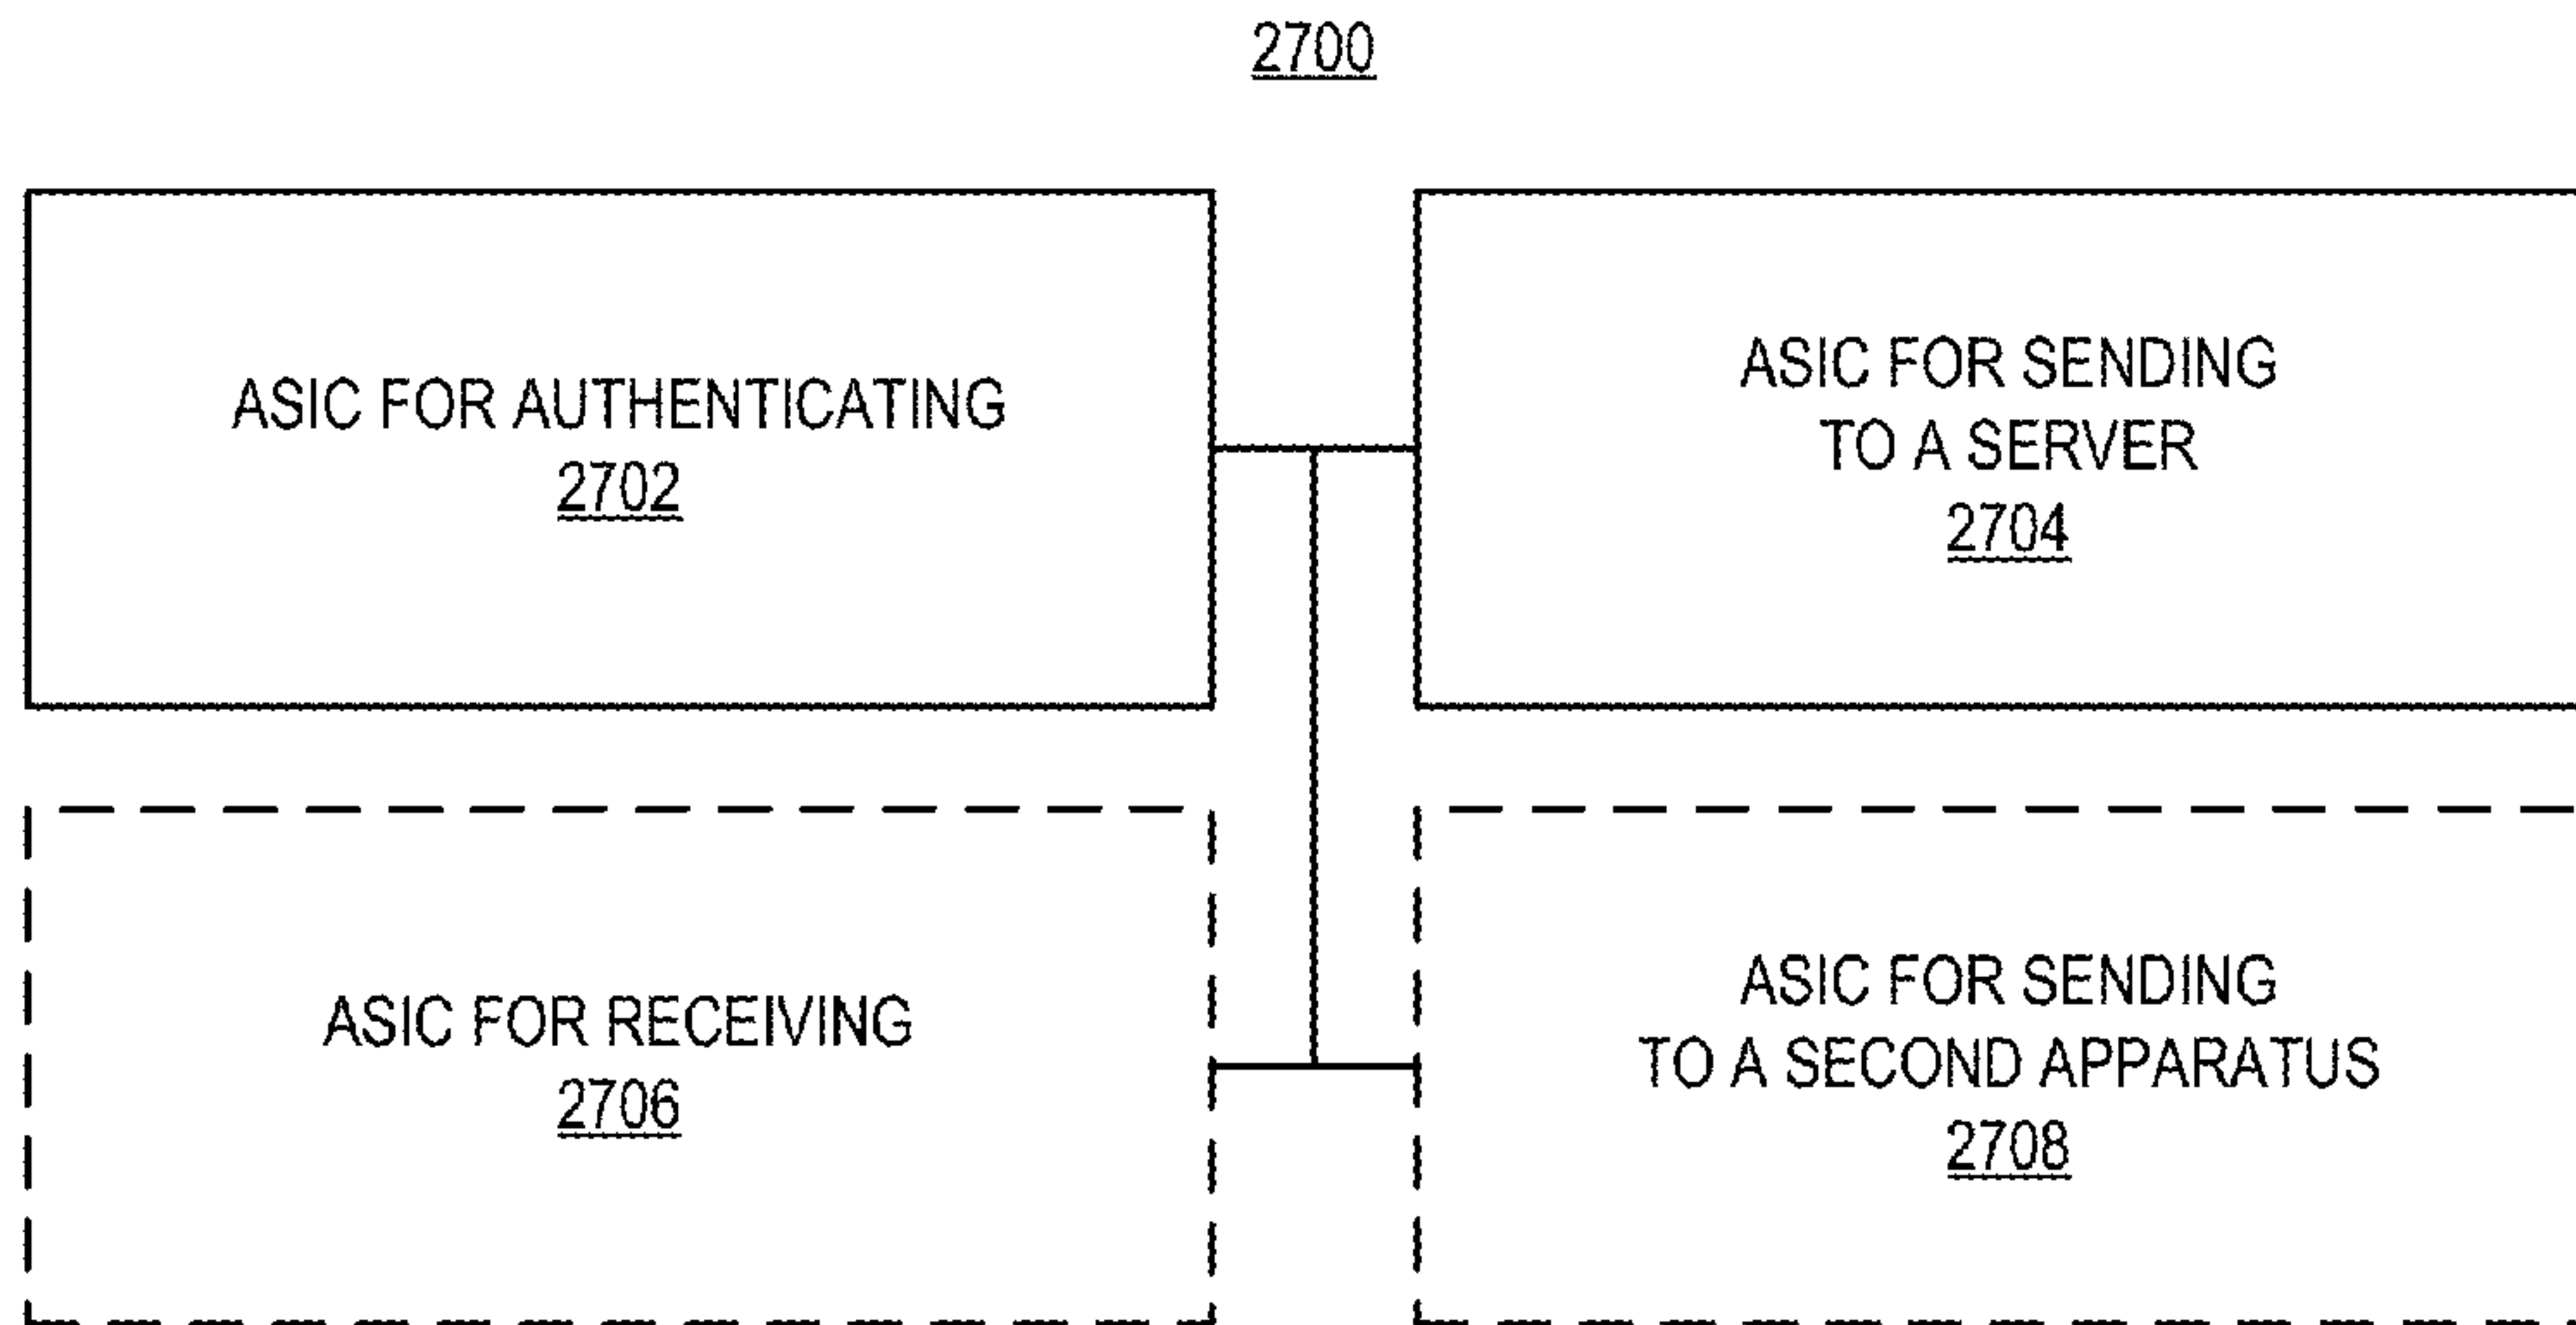 2700
ASIC FOR AUTHENTICATING
2702
ASIC FOR SENDING
TO A SERVER
2704
ASIC FOR RECEIVING
2706
ASIC FOR SENDING
TO A SECOND APPARATUS
2708